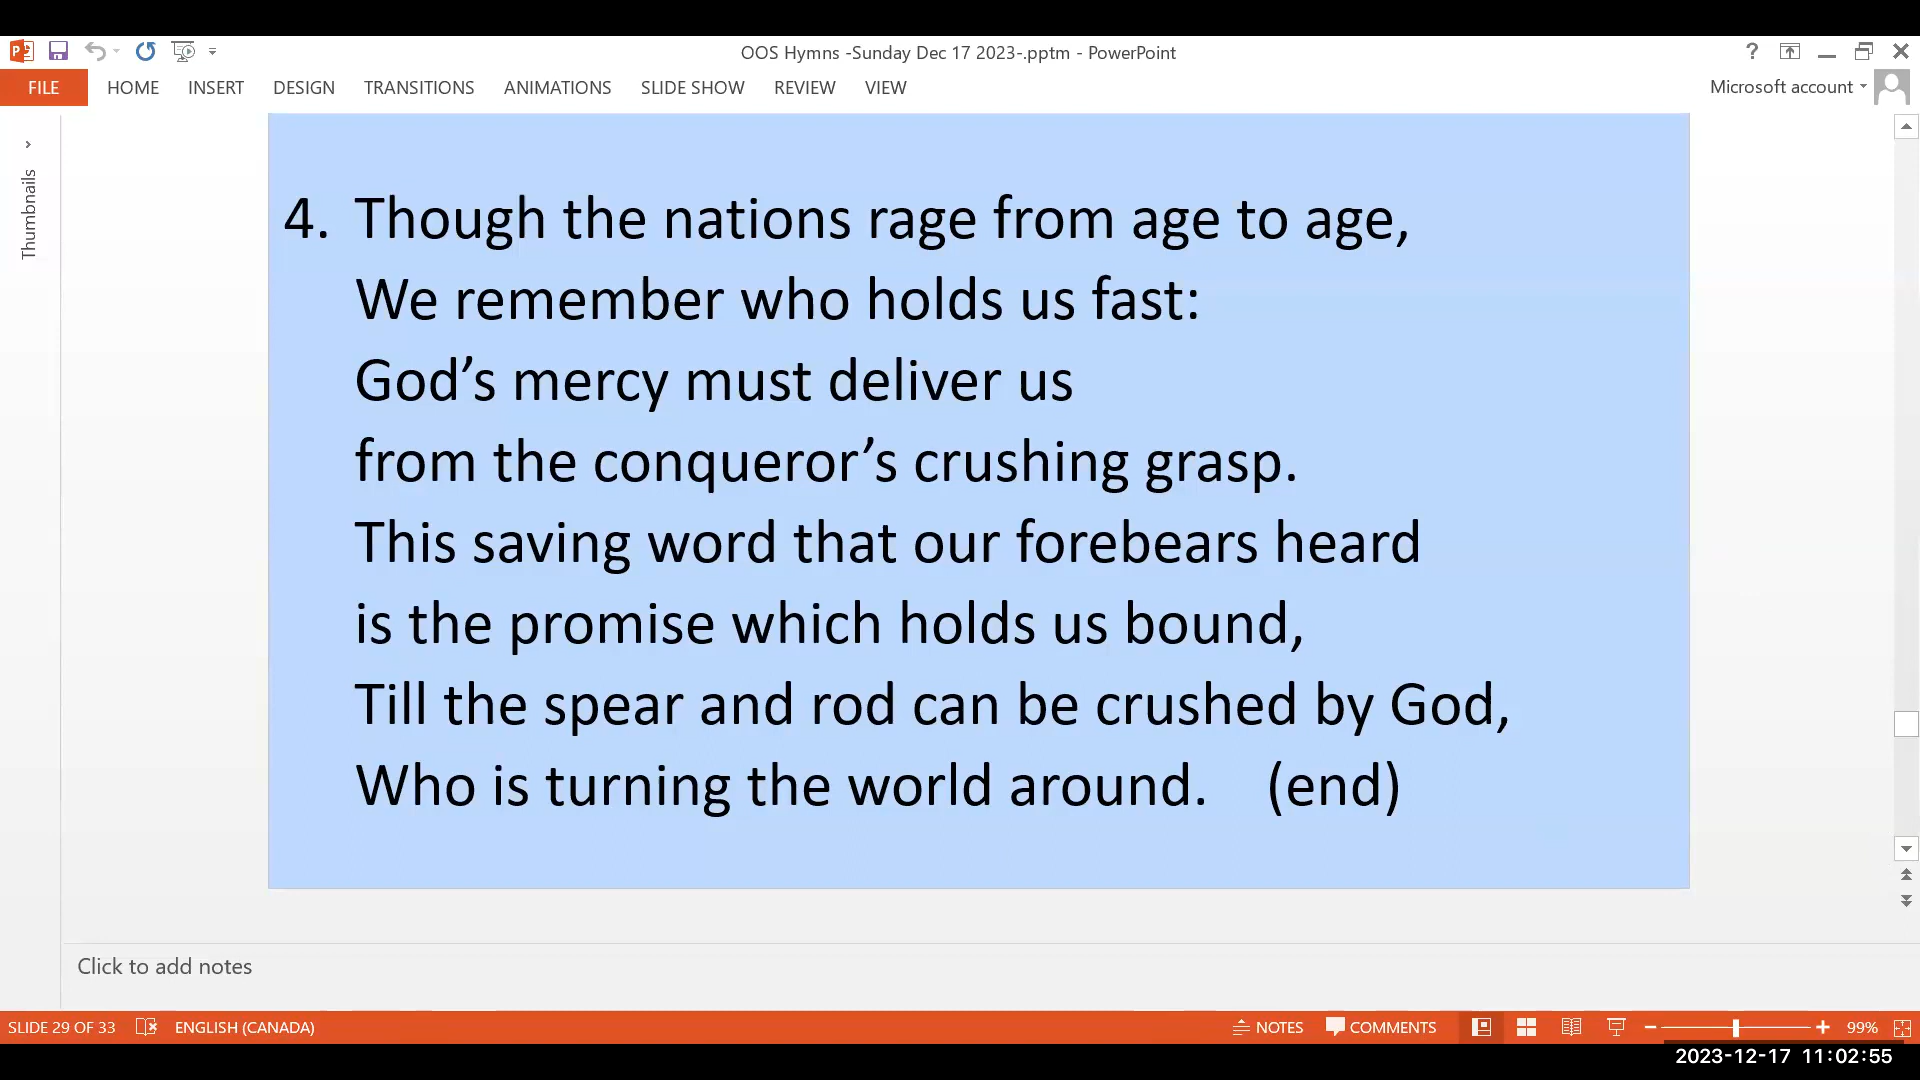 OOS Hymns -Sunday Dec 17 2023-.pptm - PowerPoint
?
FILE HOME INSERT DESIGN TRANSITIONS ANIMATIONS SLIDE SHOW REVIEW VIEW Microsoft account
Thumbnails
4. Though the nations rage from age to age,
We remember who holds us fast:
God’s mercy must deliver us
from the conqueror’s crushing grasp.
This saving word that our forebears heard
is the promise which holds us bound,
Till the spear and rod can be crushed by God,
Who is turning the world around. (end)
Click to add notes
SLIDE 29 OF 33 ENGLISH (CANADA) NOTES COMMENTS 99%
2023-12-17 11:02:55